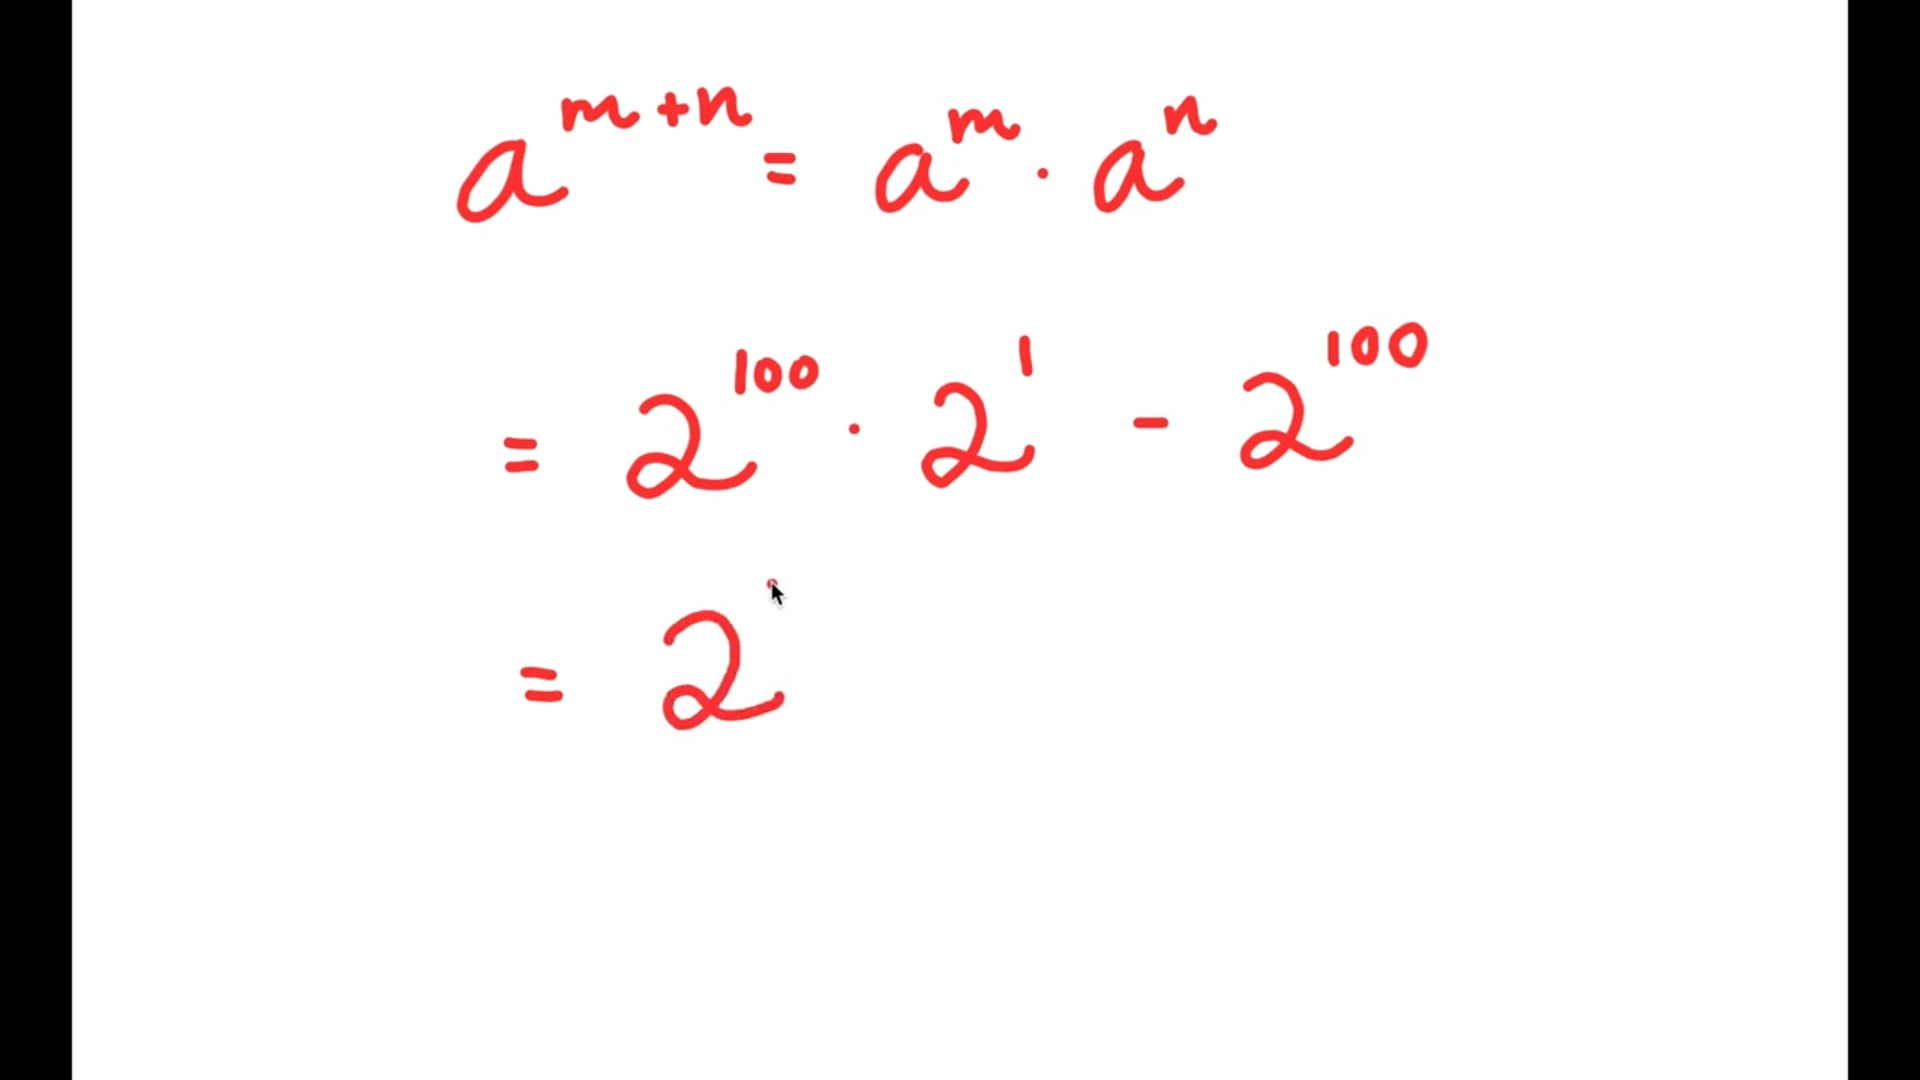 a^{m+n} = a^m · a^n
= 2^{100} · 2^1 - 2^{100}
= 2